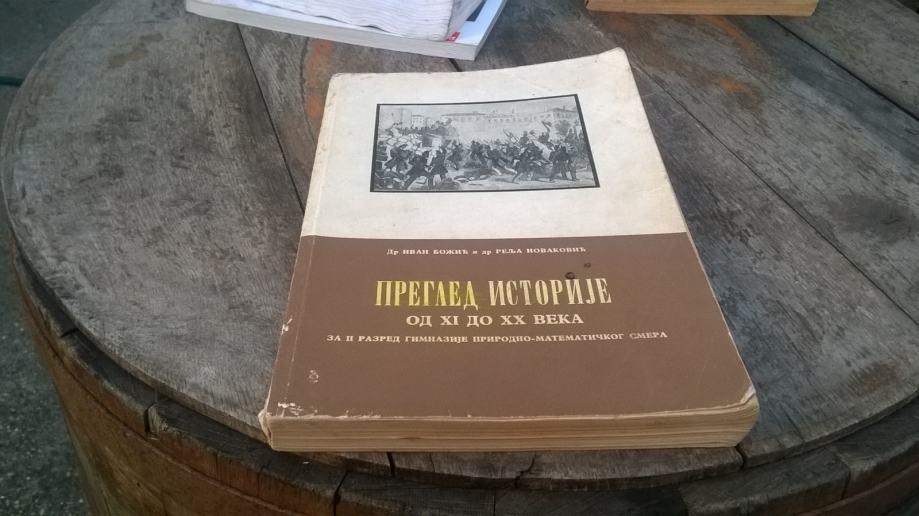 Др ИВАН БОЖИЋ и др РЕЉА НОВАКОВИЋ
ПРЕГЛЕД ИСТОРИЈЕ
ОД XI ДО XX ВЕКА
ЗА II РАЗРЕД ГИМНАЗИЈЕ ПРИРОДНО-МАТЕМАТИЧКОГ СМЕРА